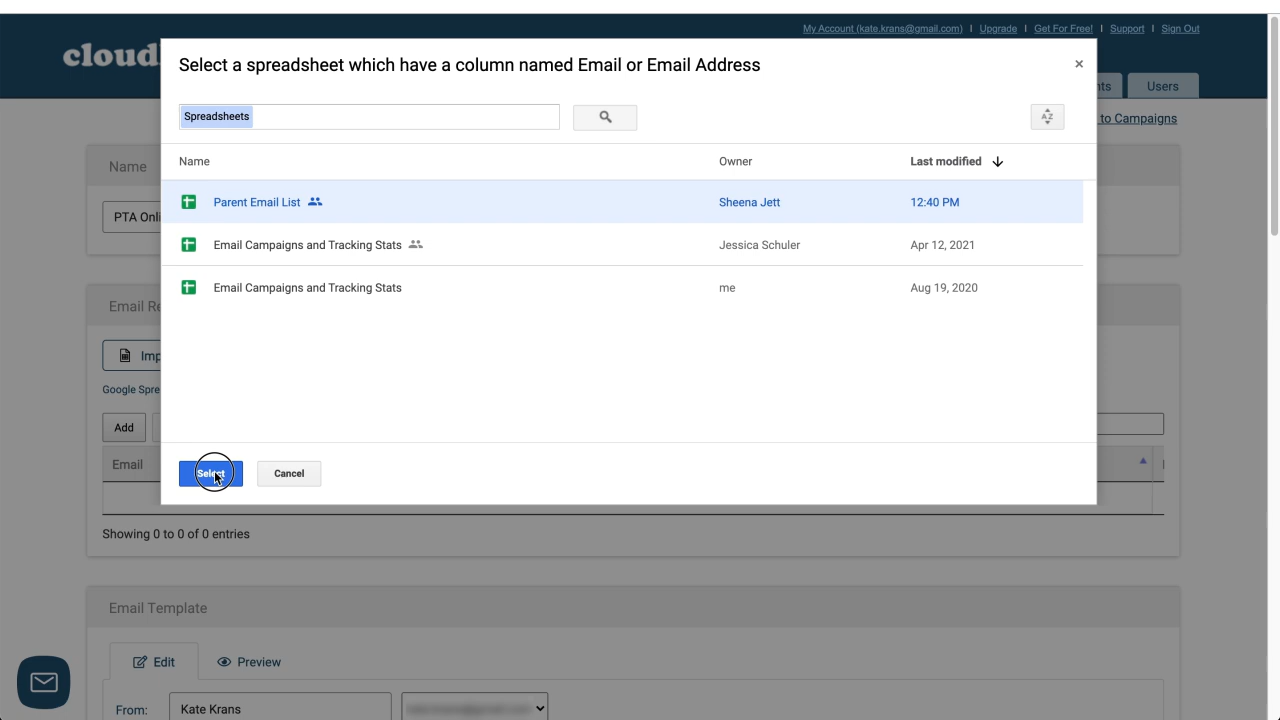 My Account (kate.krans@gmail.com) | Upgrade | Get For Free! | Support | Sign Out
cloud
Select a spreadsheet which have a column named Email or Email Address
×
Users
Spreadsheets
AZ
to Campaigns
Name
Name Owner Last modified
Parent Email List Sheena Jett 12:40 PM
PTA Onli
Email Campaigns and Tracking Stats Jessica Schuler Apr 12, 2021
Email Campaigns and Tracking Stats me Aug 19, 2020
Email Re
Imp
Google Spre
Add
Email
Select Cancel
Showing 0 to 0 of 0 entries
Email Template
Edit Preview
From: Kate Krans